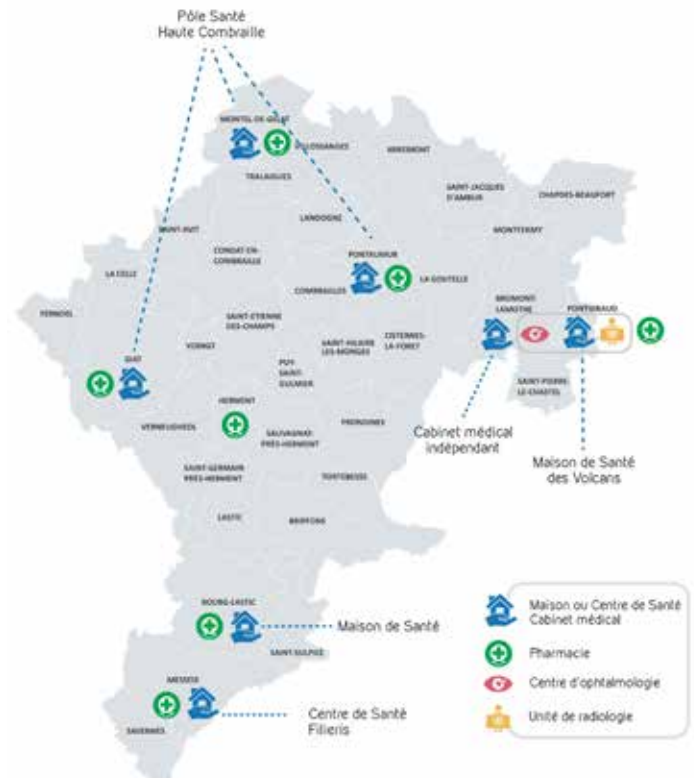 Pôle Santé
Haute Combraille
MONTEL-DE-GELAT
VILLOSANGES
MIREMONT
TRALAIGUES
SAINT-JACQUES
D'AMBUR
CHAPDES-BEAUFORT
LANDOGNE
SAINT-AVIT
MONTFERMY
CONDAT-EN-
COMBRAILLE
PONTAUMUR
LA CELLE
COMBRAILLES
LA GOUTELLE
FERNOEL
BROMONT
LAMOTHE
PONTGIBAUD
SAINT-ETIENNE
DES-CHAMPS
CISTERNES-
LA-FORET
VOINGT
SAINT-HILAIRE
LES-MONGES
GIAT
PUY-
SAINT-
GULMIER
SAINT-PIERRE
LE-CHASTEL
HERMENT
VERNEUGHEOL
PRONDINES
SAUVAGNAT-
PRÈS-HERMENT
Cabinet médical
indépendant
Maison de Santé
des Volcans
SAINT-GERMAIN
PRÈS-HERMENT
TORTEBESSE
LASTIC
BRIFFONS
BOURG-LASTIC
Maison de Santé
SAINT-SULPICE
MESSEIX
Centre de Santé
Filieris
SAVENNES
Maison ou Centre de Santé
Cabinet médical
Pharmacie
Centre d'ophtalmologie
Unité de radiologie